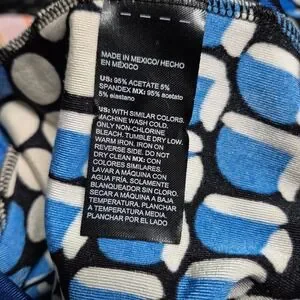 MADE IN MEXICO/HECHO
EN MÉXICO
US: 95% ACETATE 5%
SPANDEX MX: 95% acetato
5% elastano
US: WITH SIMILAR COLORS.
MACHINE WASH COLD.
ONLY NON-CHLORINE
BLEACH. TUMBLE DRY LOW.
WARM IRON. IRON ON
REVERSE SIDE. DO NOT
DRY CLEAN MX: CON
COLORES SIMILARES.
LAVAR A MÁQUINA CON
AGUA FRÍA. SOLAMENTE
BLANQUEADOR SIN CLORO.
SECAR A MÁQUINA A BAJA
TEMPERATURA. PLANCHAR
A TEMPERATURA MEDIA.
PLANCHAR POR EL LADO